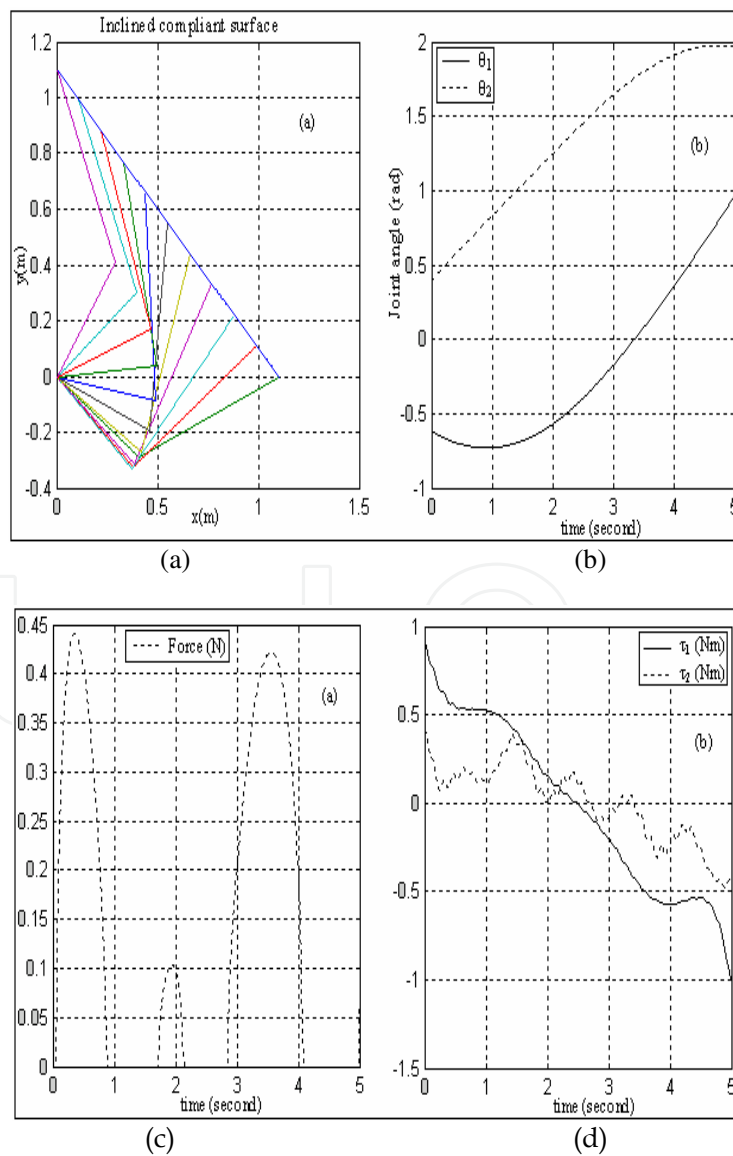 Inclined compliant surface
1.2
1
0.8
0.6
0.4
0.2
0
-0.2
-0.4
y(m)
(a)
0
0.5
1
1.5
x(m)
2
1.5
1
0.5
0
-0.5
-1
Joint angle (rad)
θ1
θ2
(b)
0
1
2
3
4
5
time (second)
(a)
(b)
0.45
0.4
0.35
0.3
0.25
0.2
0.15
0.1
0.05
0
Force (N)
(a)
0
1
2
3
4
5
time (second)
1
0.5
0
-0.5
-1
-1.5
τ1 (Nm)
τ2 (Nm)
(b)
0
1
2
3
4
5
time (second)
(c)
(d)